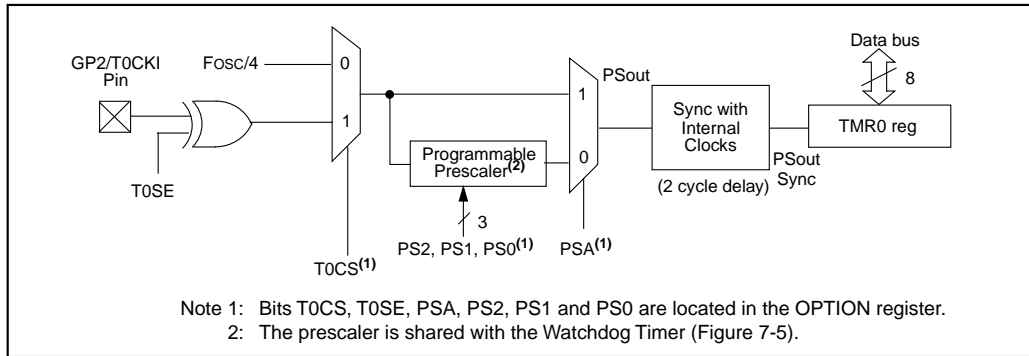 GP2/T0CKI
Pin
FOSC/4
0
1
T0SE
T0CS(1)
Programmable
Prescaler(2)
3
PS2, PS1, PS0(1)
1
0
PSA(1)
PSout
Sync with
Internal
Clocks
(2 cycle delay)
PSout
Sync
Data bus
8
TMR0 reg
Note 1: Bits T0CS, T0SE, PSA, PS2, PS1 and PS0 are located in the OPTION register.
2: The prescaler is shared with the Watchdog Timer (Figure 7-5).